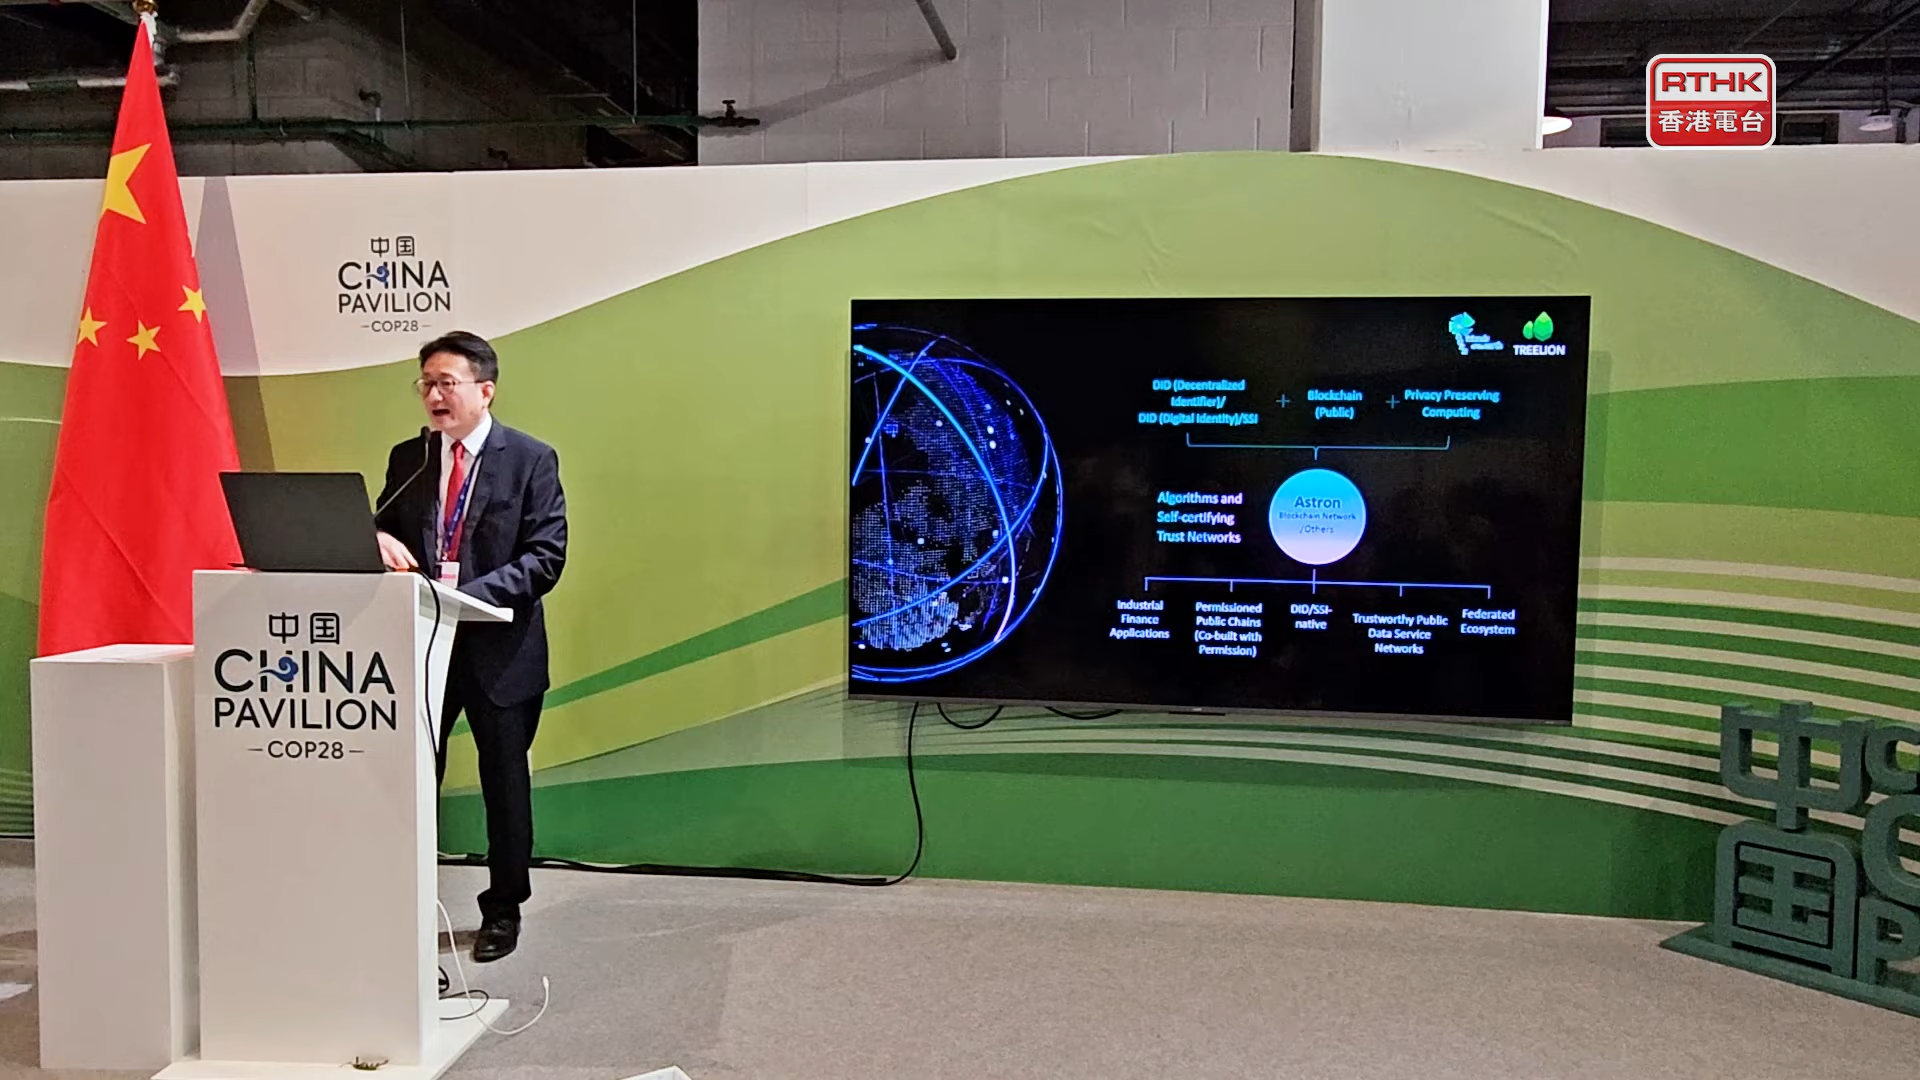 RTHK
香港電台
中国
CHINA
PAVILION
COP28
TREELION
DID (Decentralized
Identifier)/
DID (Digital Identity)/SSI
+
Blockchain
(Public)
+
Privacy Preserving
Computing
Algorithms and
Self-certifying
Trust Networks
Astron
Blockchain Network
/Others
Industrial
Finance
Applications
Permissioned
Public Chains
(Co-built with
Permission)
DID/SSI-
native
Trustworthy Public
Data Service
Networks
Federated
Ecosystem
中国
CHINA
PAVILION
COP28
中
国